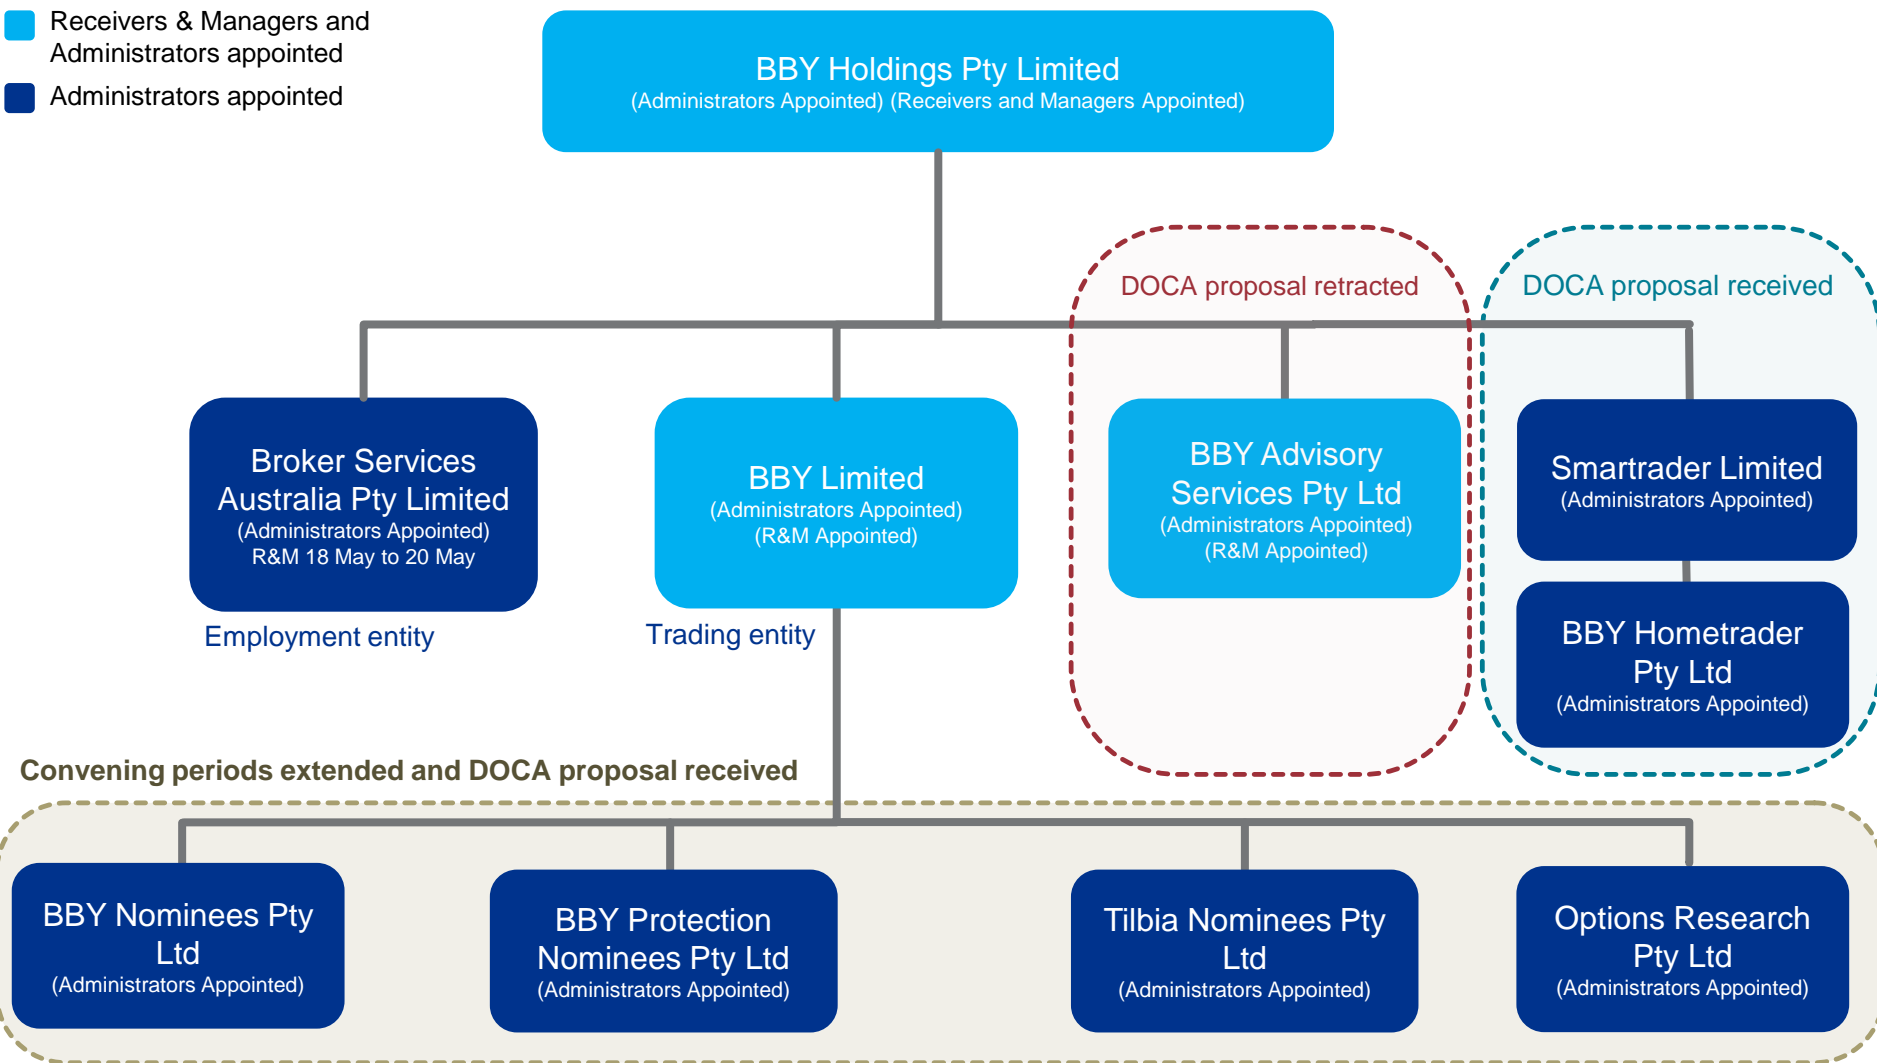 Receivers & Managers and
Administrators appointed
Administrators appointed
BBY Holdings Pty Limited
(Administrators Appointed) (Receivers and Managers Appointed)
DOCA proposal retracted
DOCA proposal received
Broker Services
Australia Pty Limited
(Administrators Appointed)
R&M 18 May to 20 May
Employment entity
BBY Limited
(Administrators Appointed)
(R&M Appointed)
Trading entity
BBY Advisory
Services Pty Ltd
(Administrators Appointed)
(R&M Appointed)
Smartrader Limited
(Administrators Appointed)
BBY Hometrader
Pty Ltd
(Administrators Appointed)
Convening periods extended and DOCA proposal received
BBY Nominees Pty
Ltd
(Administrators Appointed)
BBY Protection
Nominees Pty Ltd
(Administrators Appointed)
Tilbia Nominees Pty
Ltd
(Administrators Appointed)
Options Research
Pty Ltd
(Administrators Appointed)